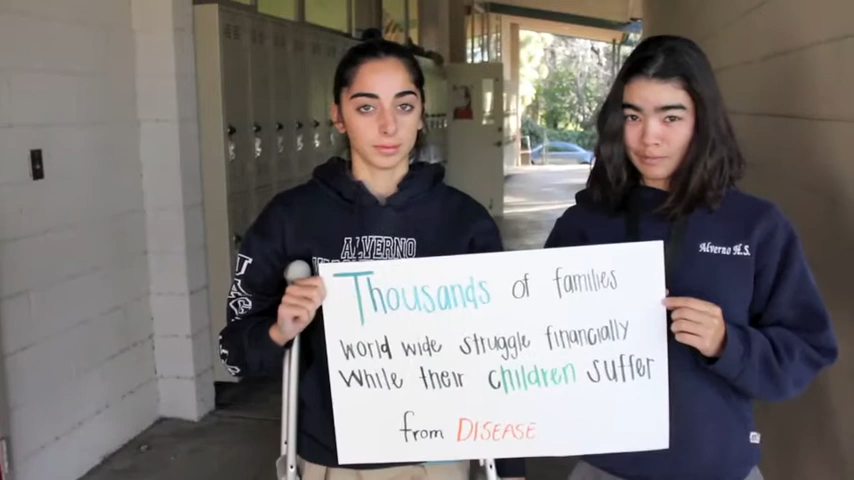 ALVERNO
Alverno H.S.
Thousands of families
world wide struggle financially
while their children suffer
from DISEASE